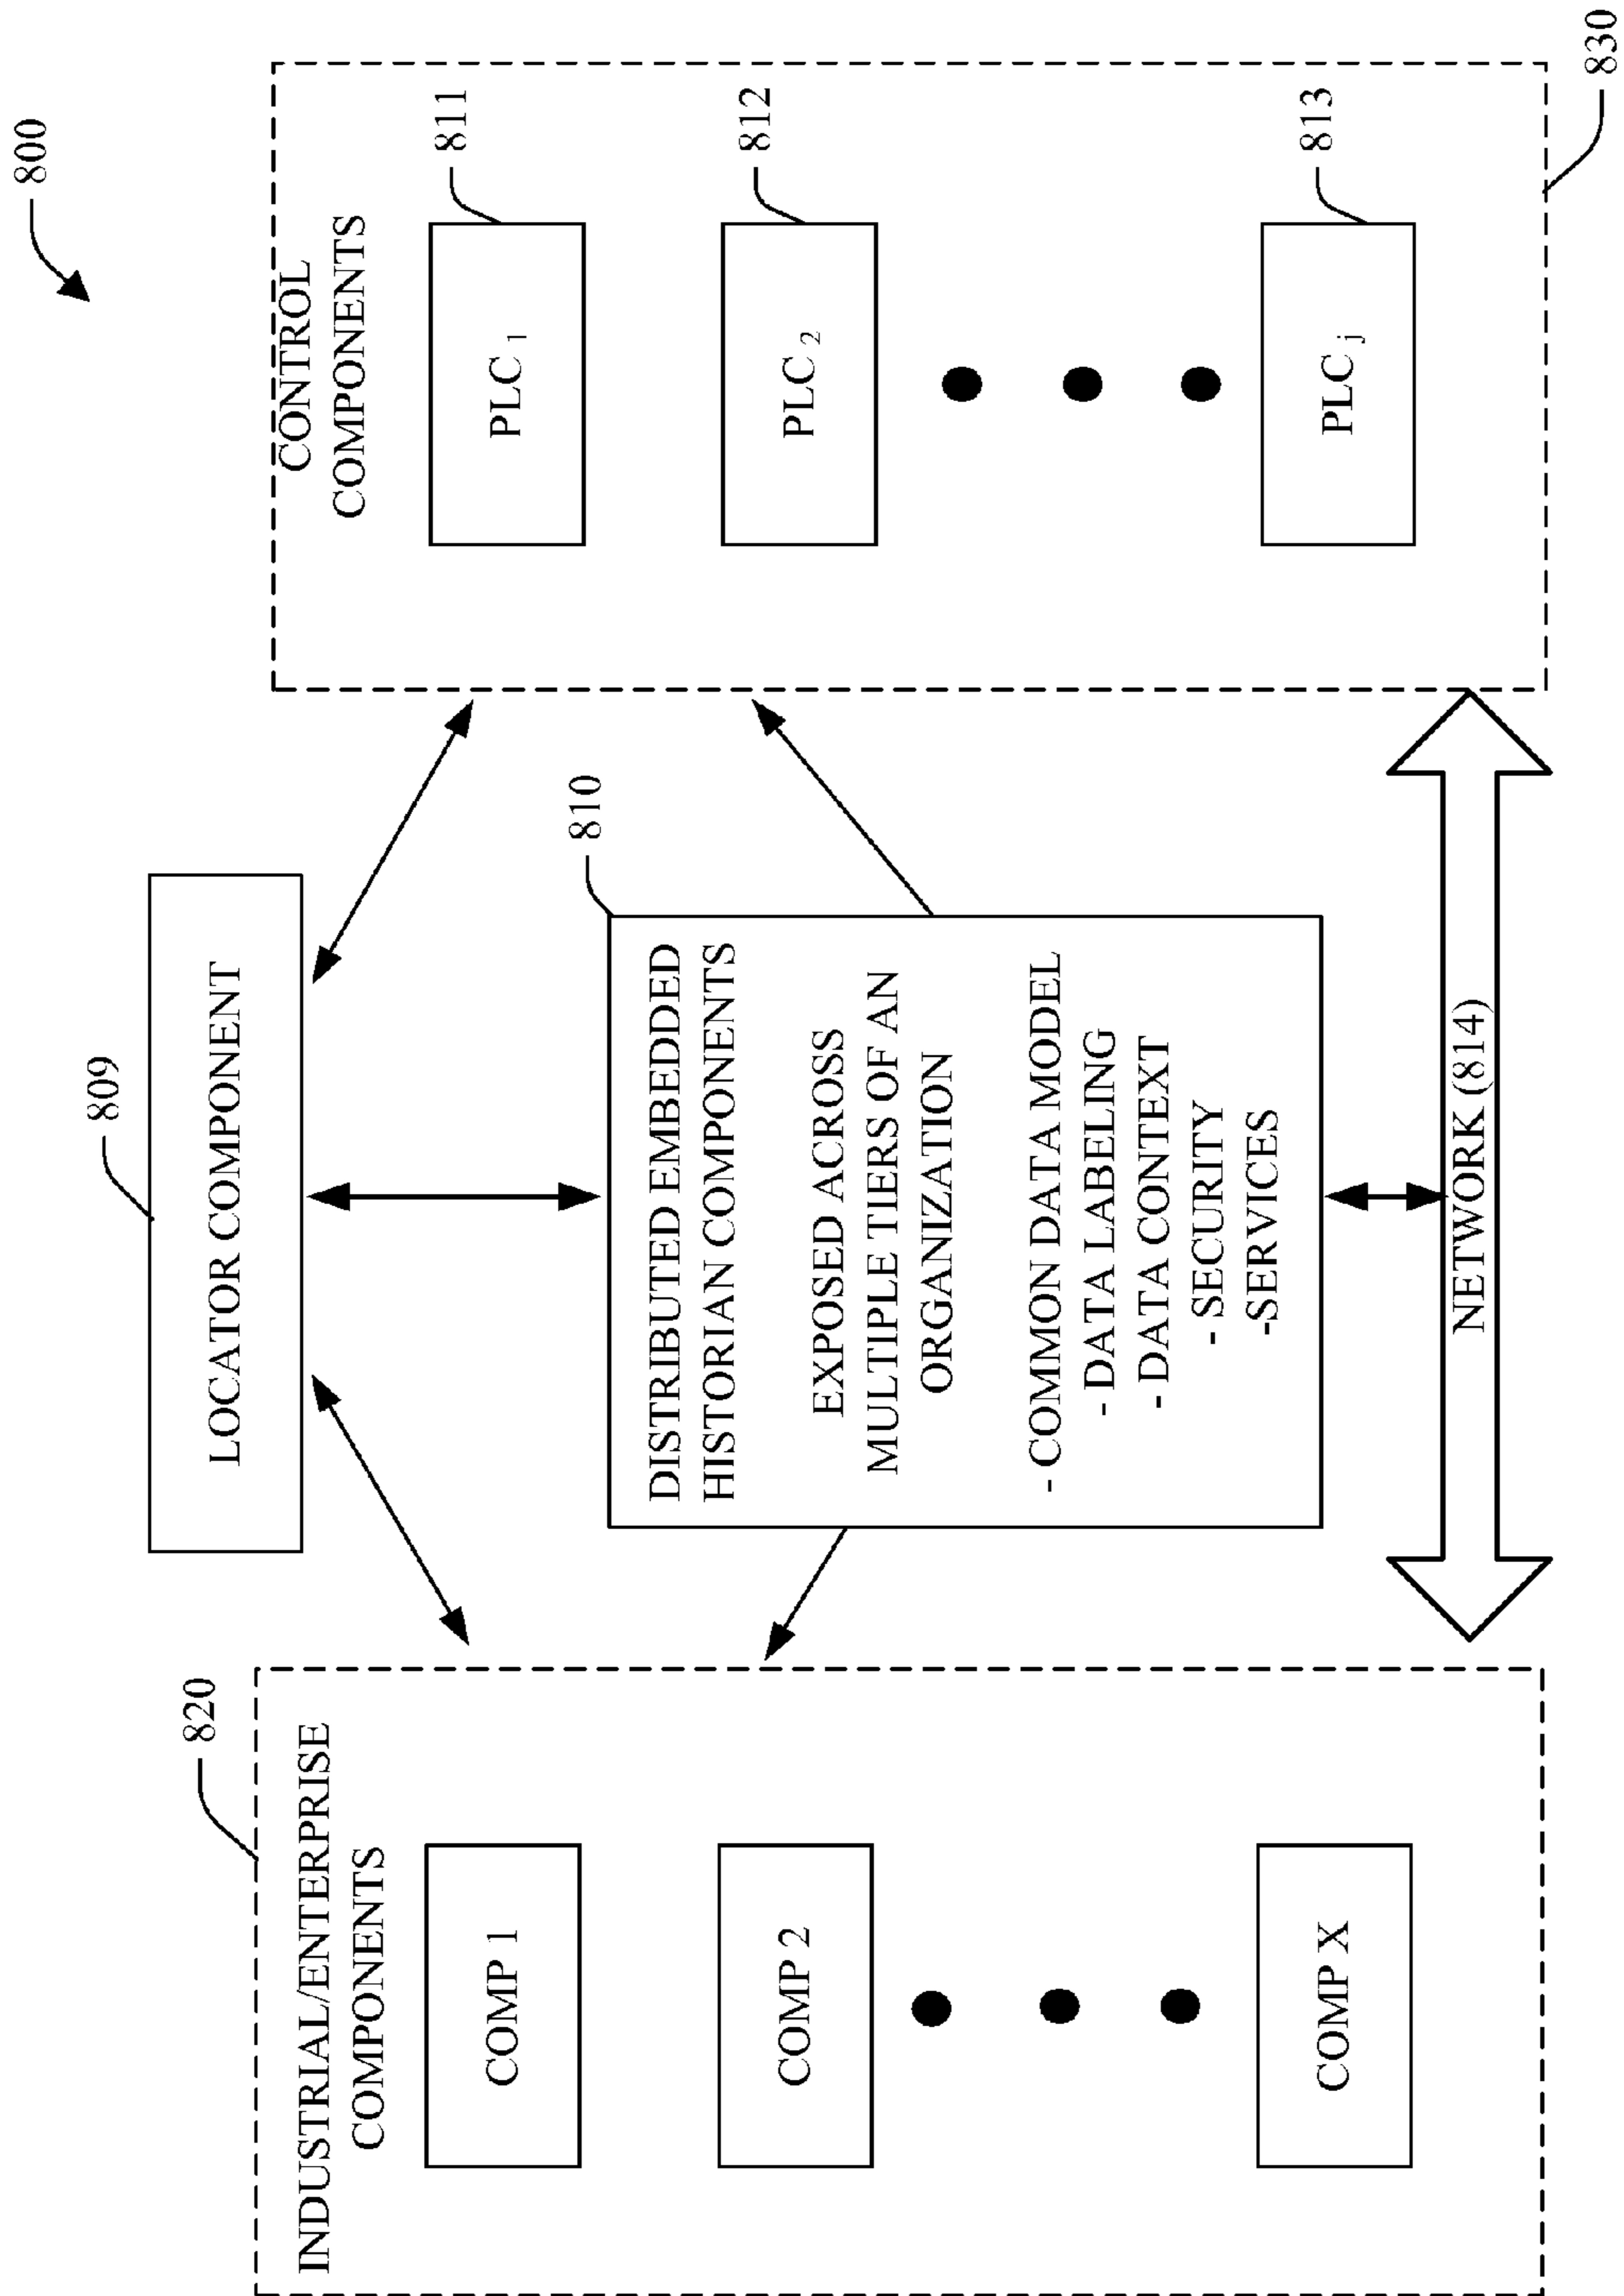 800
809
LOCATOR COMPONENT
820
INDUSTRIAL/ENTERPRISE
COMPONENTS
COMP 1
COMP 2
COMP X
810
DISTRIBUTED EMBEDDED
HISTORIAN COMPONENTS
EXPOSED ACROSS
MULTIPLE TIERS OF AN
ORGANIZATION
- COMMON DATA MODEL
- DATA LABELING
- DATA CONTEXT
- SECURITY
-SERVICES
CONTROL
COMPONENTS
811
PLC 1
812
PLC 2
813
PLC j
830
NETWORK (814)